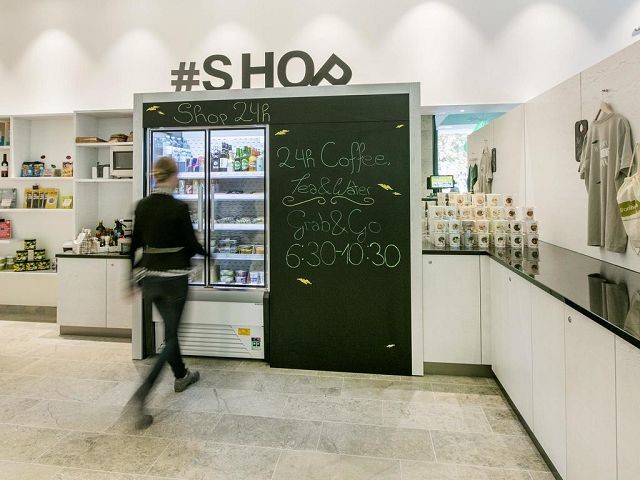 #SHOP
Shop 24h
24h Coffee,
Tea&Water
Grab&Go
6:30-10:30